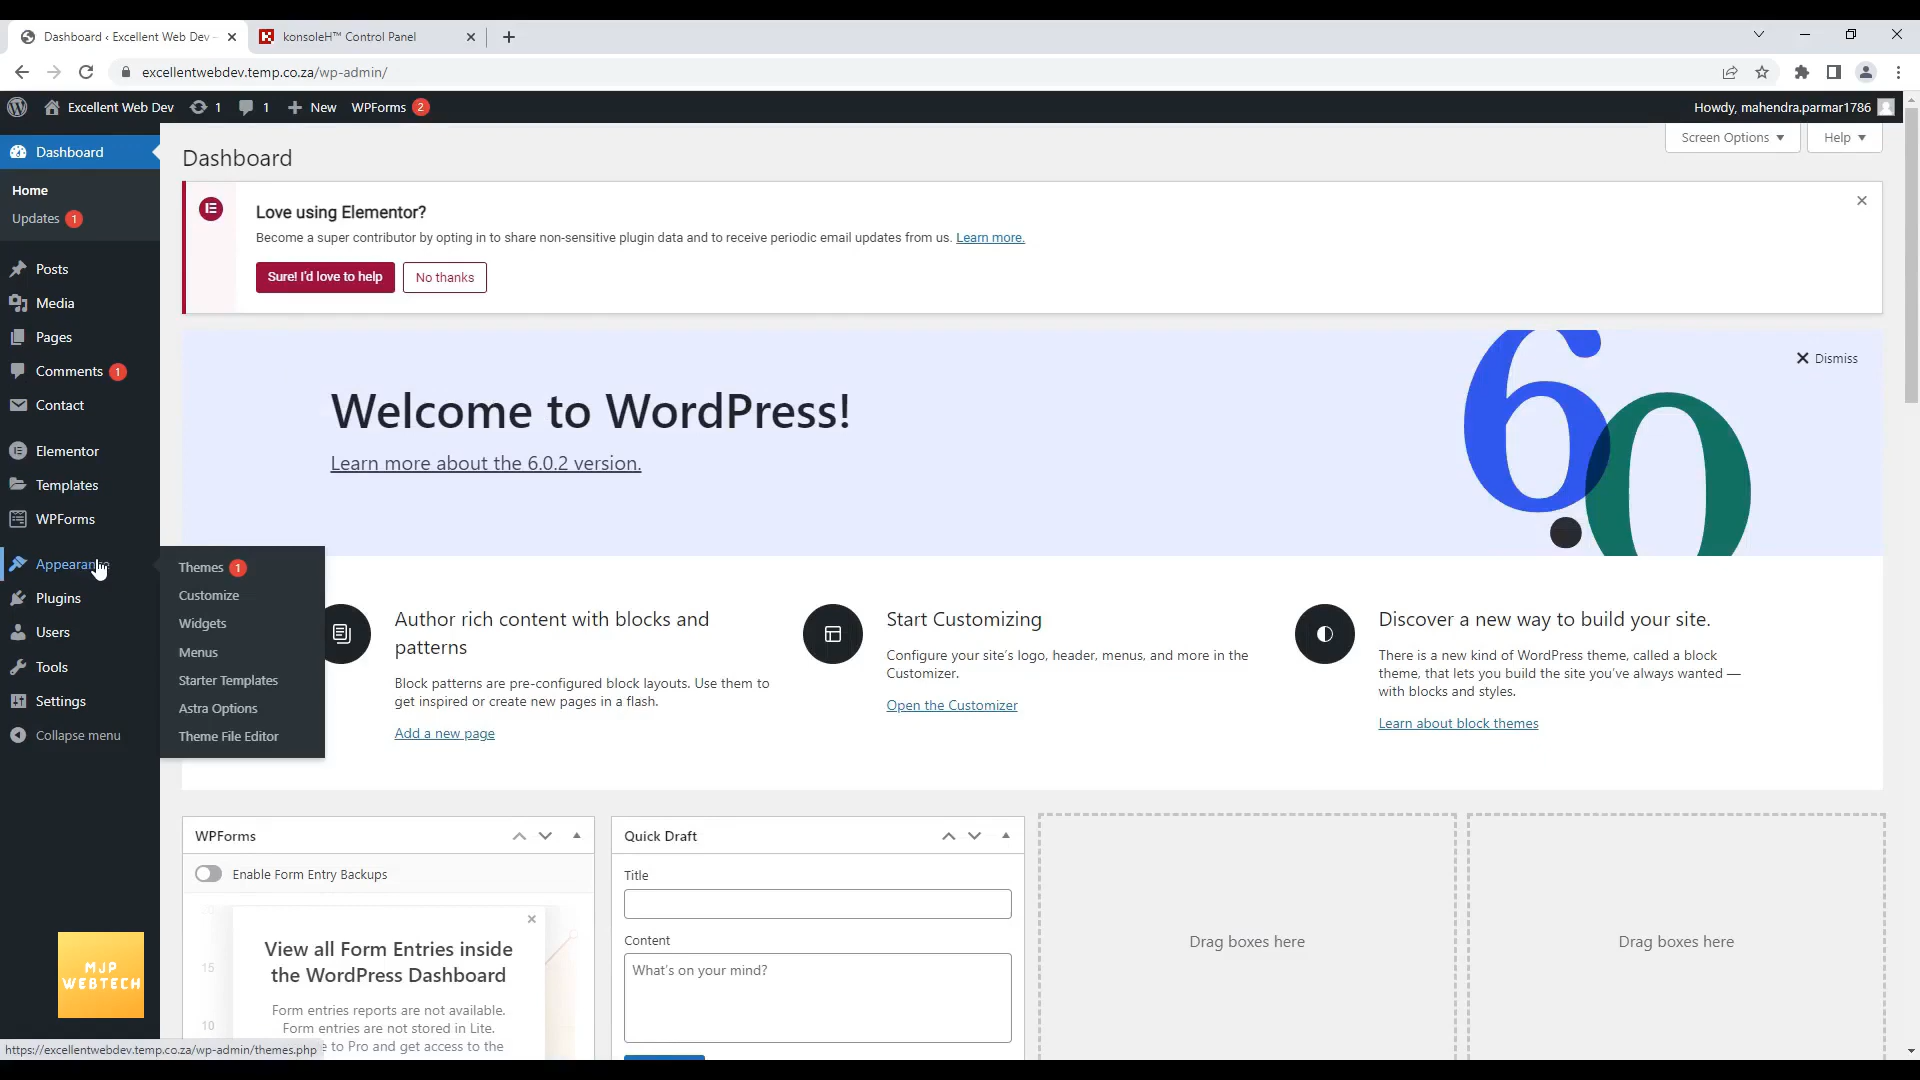 Dashboard ‹ Excellent Web Dev –
konsoleH™ Control Panel
excellentwebdev.temp.co.za/wp-admin/
Excellent Web Dev
1
1
New
WPForms 2
Howdy, mahendra.parmar1786
Screen Options
Help
Dashboard
Home
Updates 1
Posts
Media
Pages
Comments 1
Contact
Elementor
Templates
WPForms
Appearance
Plugins
Users
Tools
Settings
Collapse menu
Themes 1
Customize
Widgets
Menus
Starter Templates
Astra Options
Theme File Editor
Dashboard
Love using Elementor?
Become a super contributor by opting in to share non-sensitive plugin data and to receive periodic email updates from us. Learn more.
Sure! I'd love to help
No thanks
Dismiss
Welcome to WordPress!
Learn more about the 6.0.2 version.
6.0
Author rich content with blocks and
patterns
Block patterns are pre-configured block layouts. Use them to
get inspired or create new pages in a flash.
Add a new page
Start Customizing
Configure your site's logo, header, menus, and more in the
Customizer.
Open the Customizer
Discover a new way to build your site.
There is a new kind of WordPress theme, called a block
theme, that lets you build the site you've always wanted —
with blocks and styles.
Learn about block themes
WPForms
Enable Form Entry Backups
View all Form Entries inside
the WordPress Dashboard
Form entries reports are not available.
Form entries are not stored in Lite.
e to Pro and get access to the
15
10
Quick Draft
Title
Content
What's on your mind?
Drag boxes here
Drag boxes here
MJP
WEBTECH
https://excellentwebdev.temp.co.za/wp-admin/themes.php